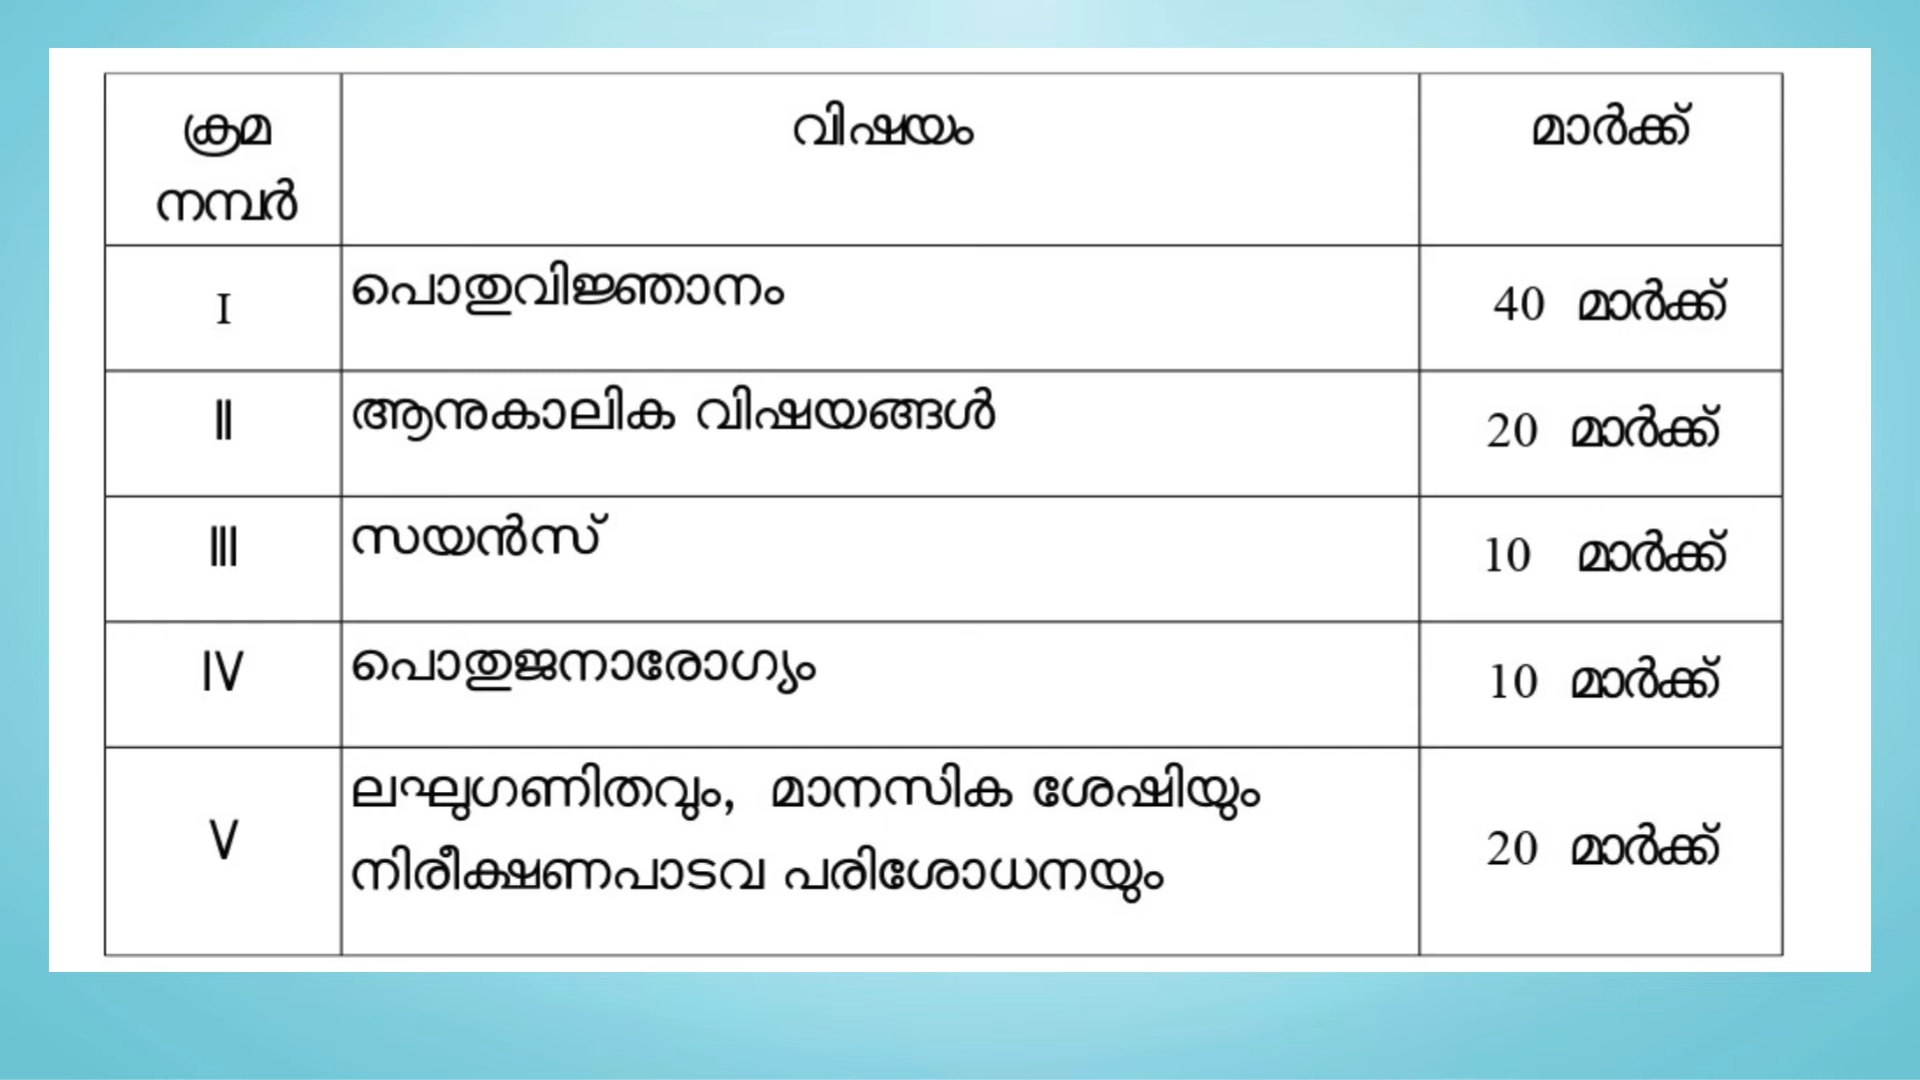 ക്രമ നമ്പർ വിഷയം മാർക്ക്
I പൊതുവിജ്ഞാനം 40 മാർക്ക്
II ആനുകാലിക വിഷയങ്ങൾ 20 മാർക്ക്
III സയൻസ് 10 മാർക്ക്
IV പൊതുജനാരോഗ്യം 10 മാർക്ക്
V ലഘുഗണിതവും, മാനസിക ശേഷിയും
നിരീക്ഷണപാടവ പരിശോധനയും 20 മാർക്ക്